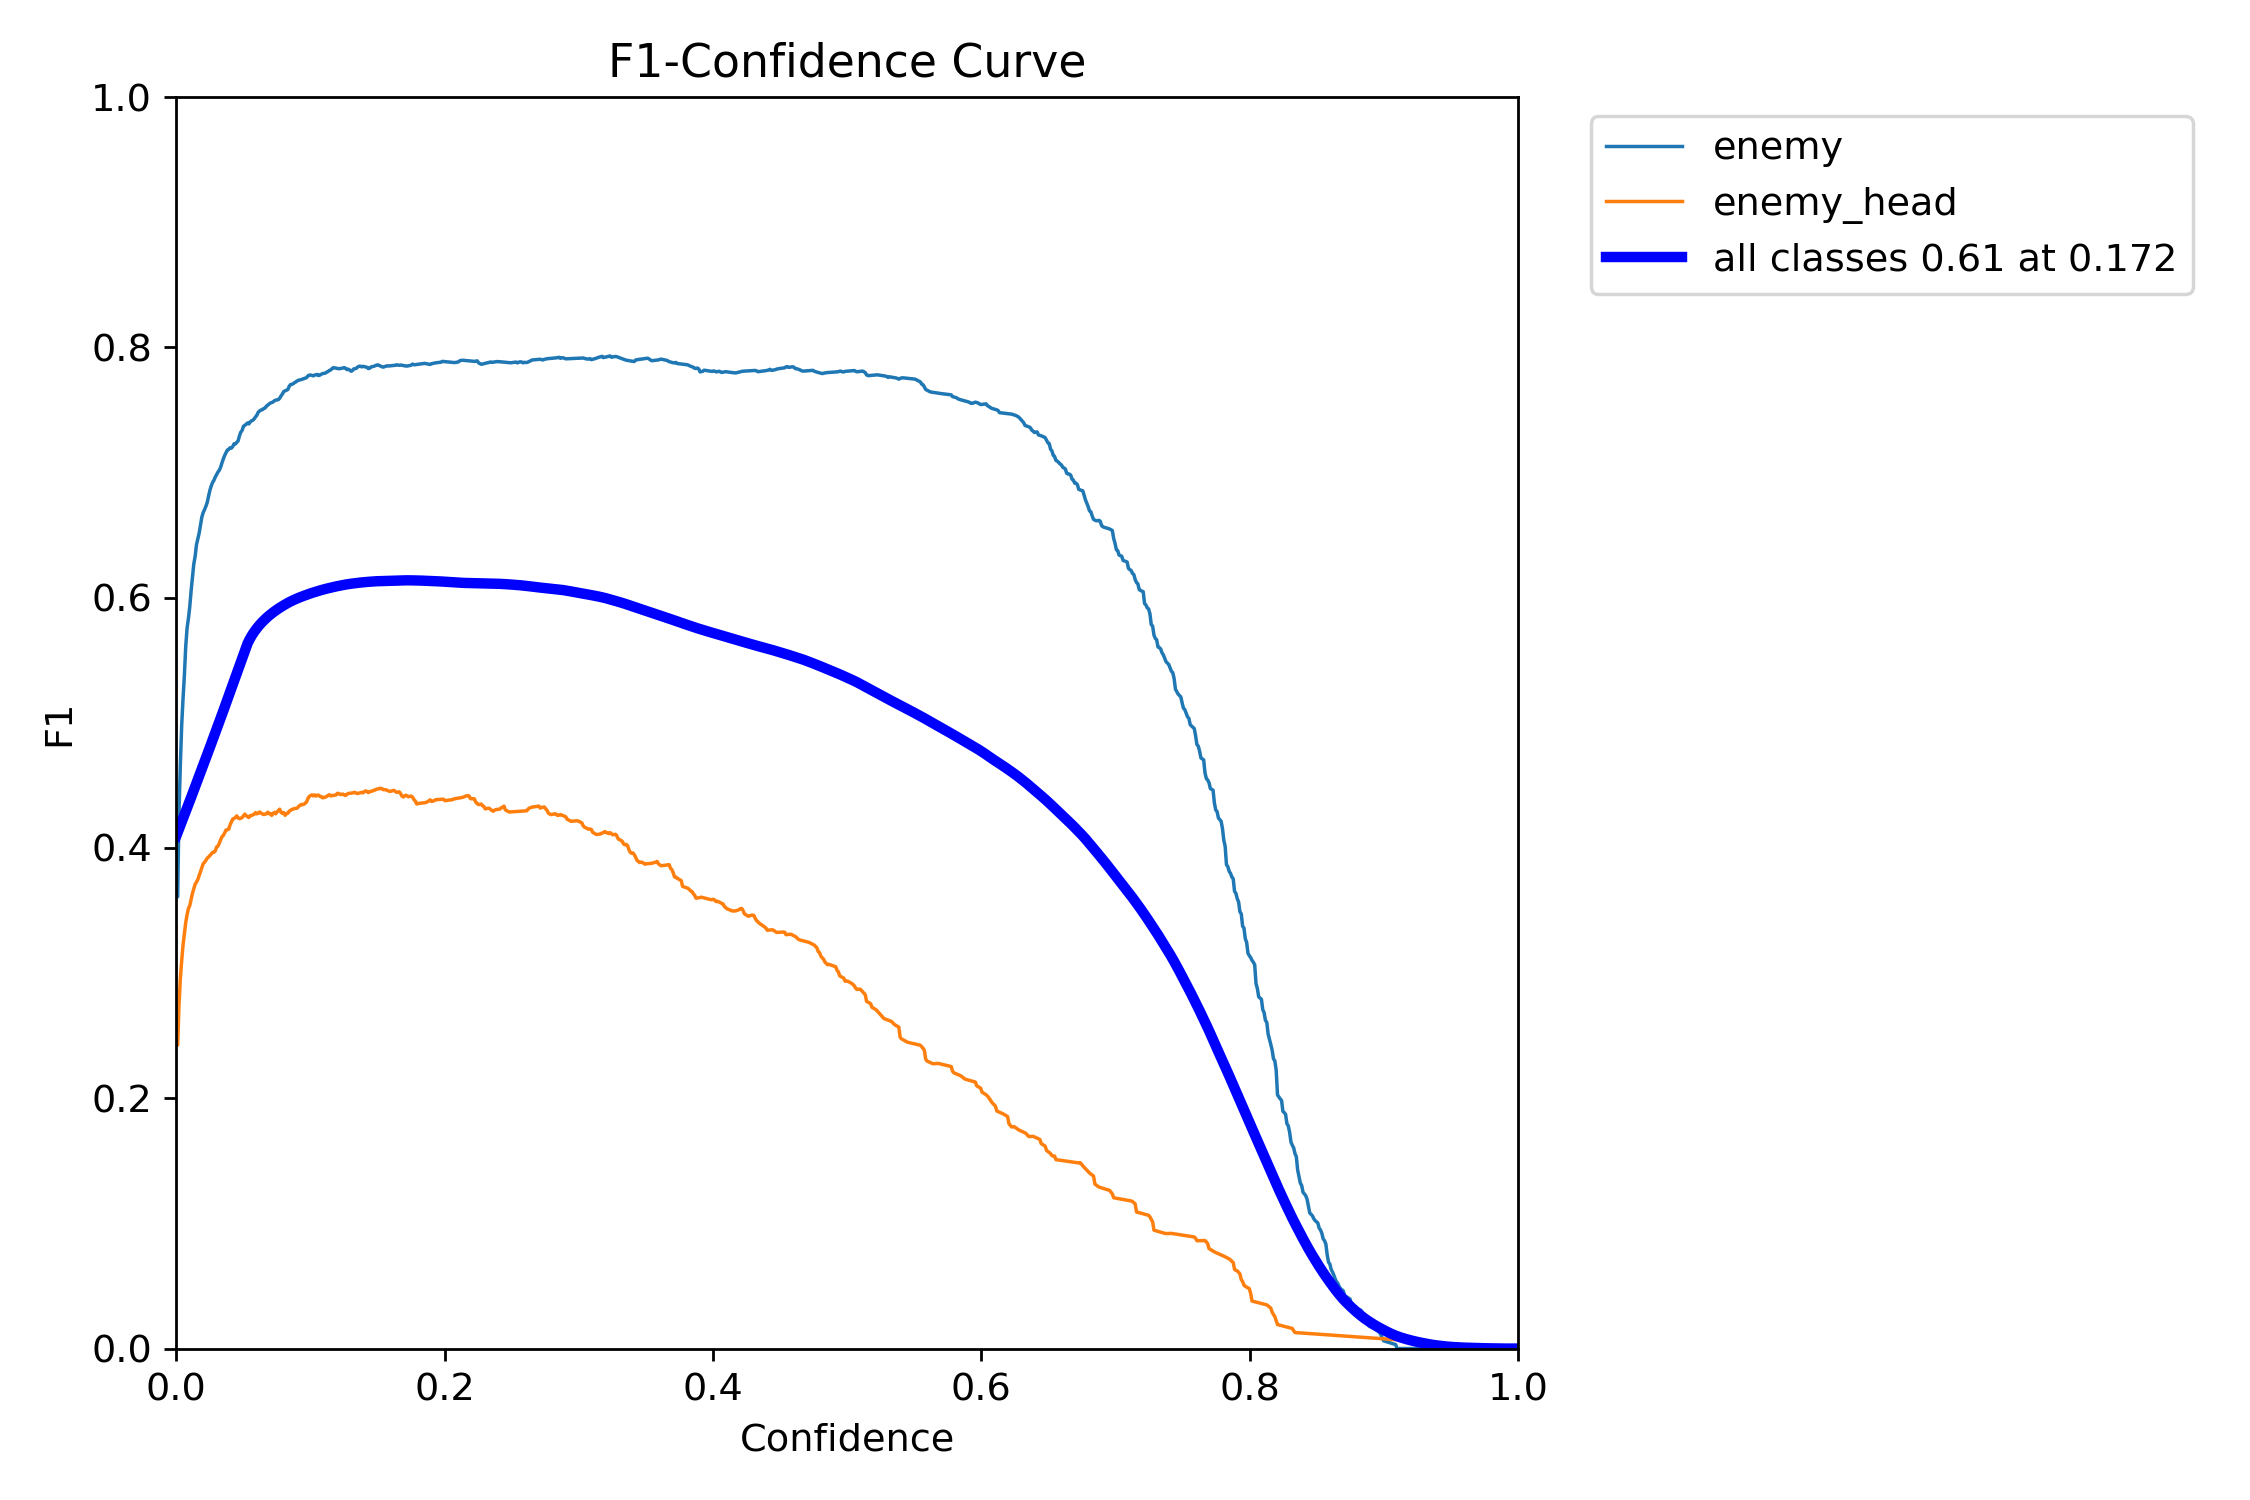 F1-Confidence Curve
1.0
0.8
0.6
0.4
0.2
0.0
F1
0.0 0.2 0.4 0.6 0.8 1.0
Confidence
enemy
enemy_head
all classes 0.61 at 0.172